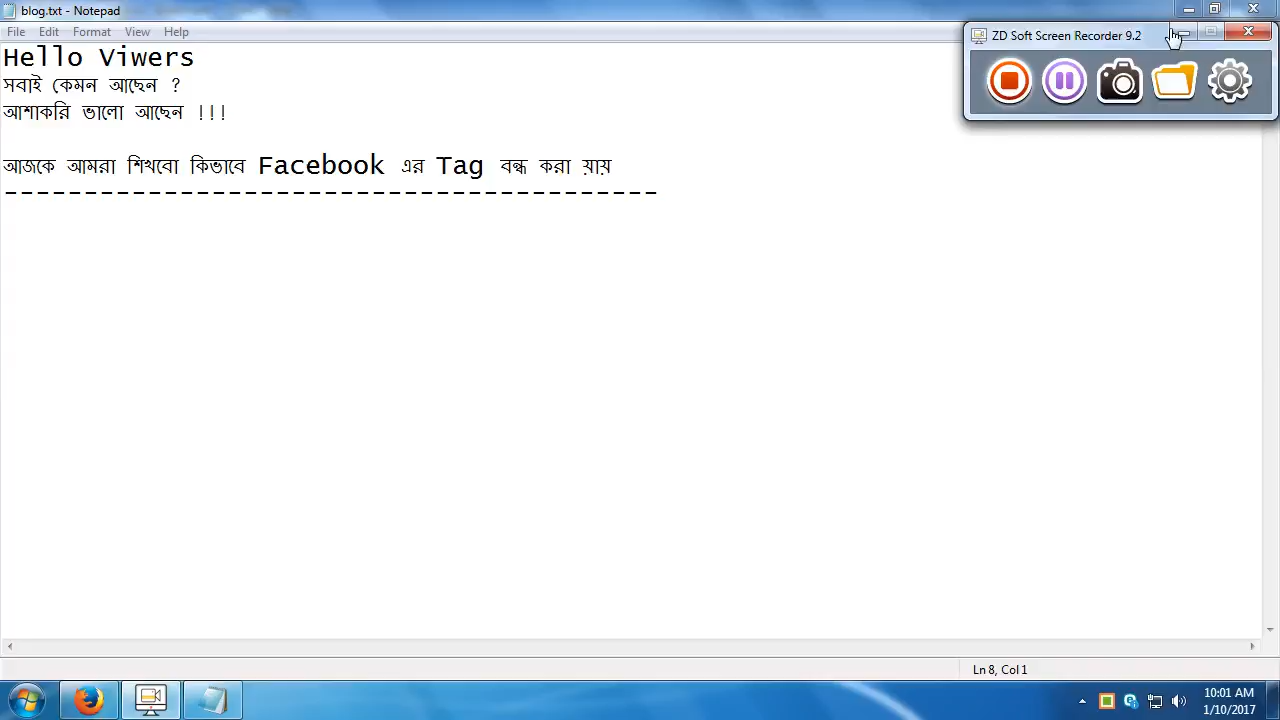 blog.txt - Notepad
File Edit Format View Help
ZD Soft Screen Recorder 9.2
Hello Viwers
সবাই কেমন আছেন ?
আশাকরি ভালো আছেন !!!
আজকে আমরা শিখবো কিভাবে Facebook এর Tag বন্ধ করা য়ায়
-----------------------------------------
Ln 8, Col 1
10:01 AM
1/10/2017